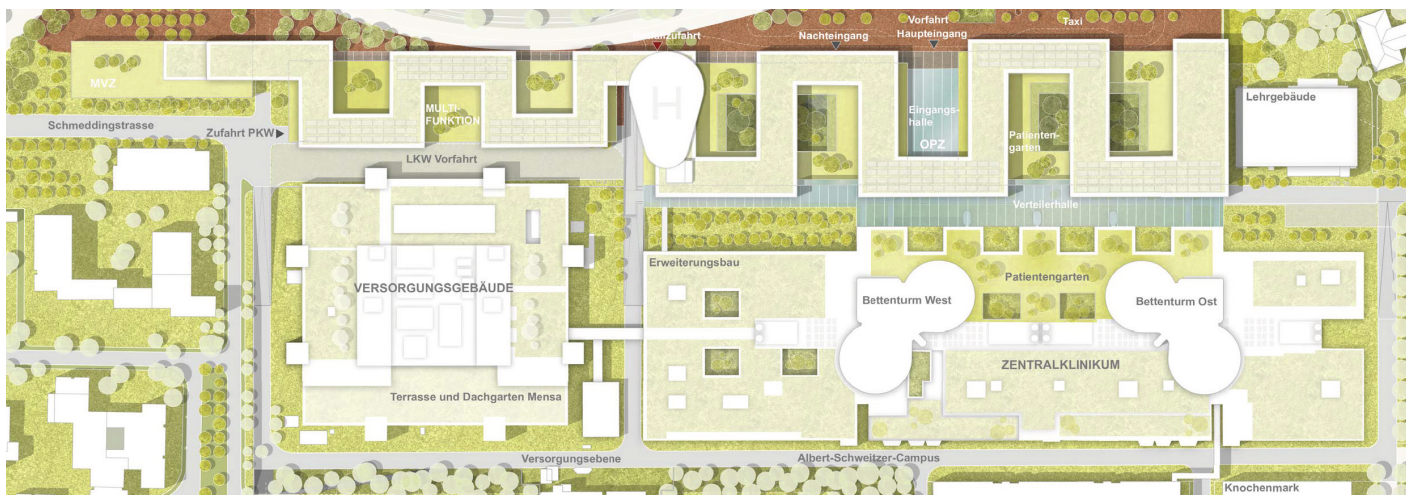 Vorfahrt
Haupteingang
Taxi
Nachteingang
MVZ
MULTI-
FUNKTION
H
Eingangs-
halle
OPZ
Patienten-
garten
Lehrgebäude
Schmeddingstrasse
Zufahrt PKW
LKW Vorfahrt
Verteilerhalle
Erweiterungsbau
Patientengarten
VERSORGUNGSGEBÄUDE
Bettenturm West
Bettenturm Ost
ZENTRALKLINIKUM
Terrasse und Dachgarten Mensa
Versorgungsebene
Albert-Schweitzer-Campus
Knochenmark